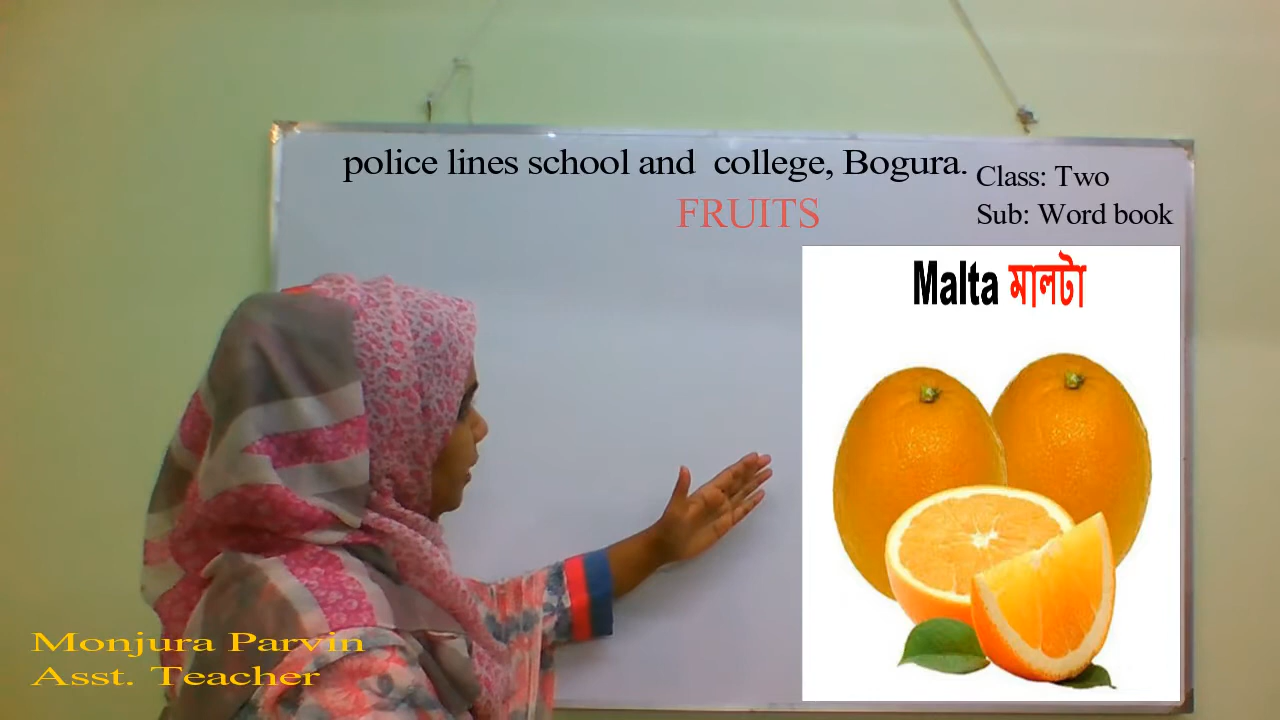 police lines school and college, Bogura.
Class: Two
FRUITS
Sub: Word book
Malta মালটা
Monjura Parvin
Asst. Teacher